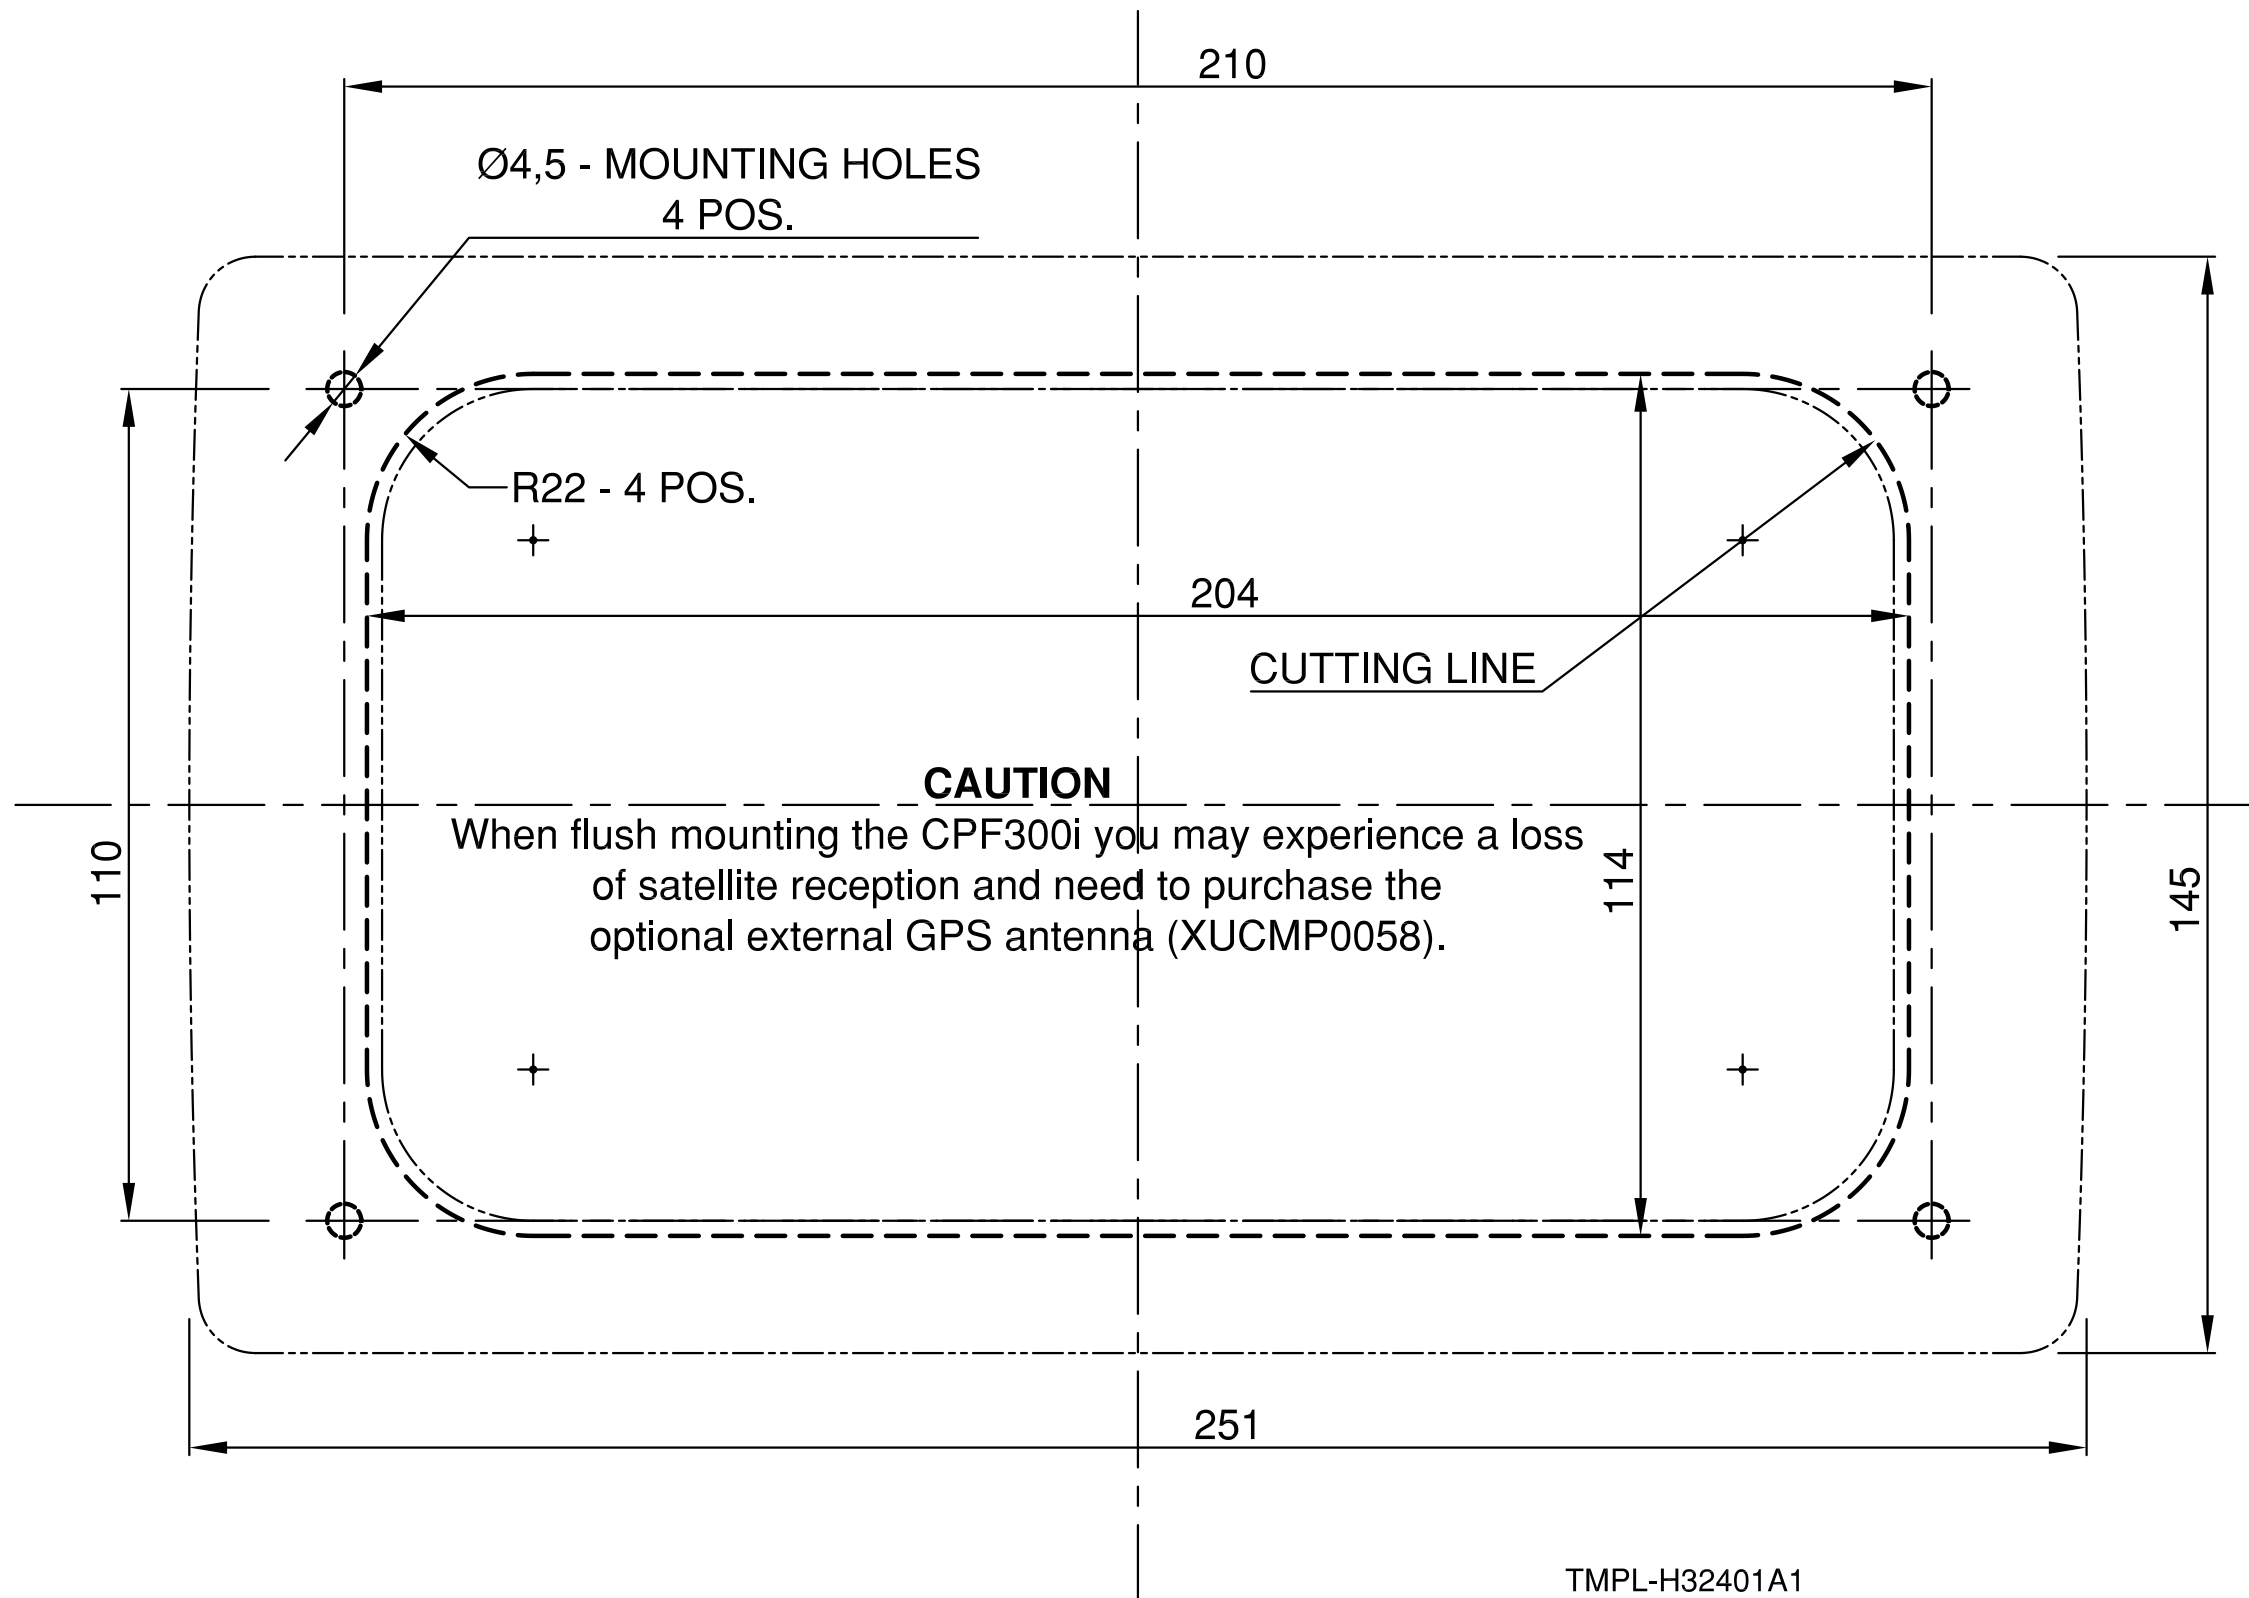 210
Ø4,5 - MOUNTING HOLES
4 POS.
R22 - 4 POS.
204
CUTTING LINE
CAUTION
When flush mounting the CPF300i you may experience a loss
of satellite reception and need to purchase the
optional external GPS antenna (XUCMP0058).
110
114
145
251
TMPL-H32401A1